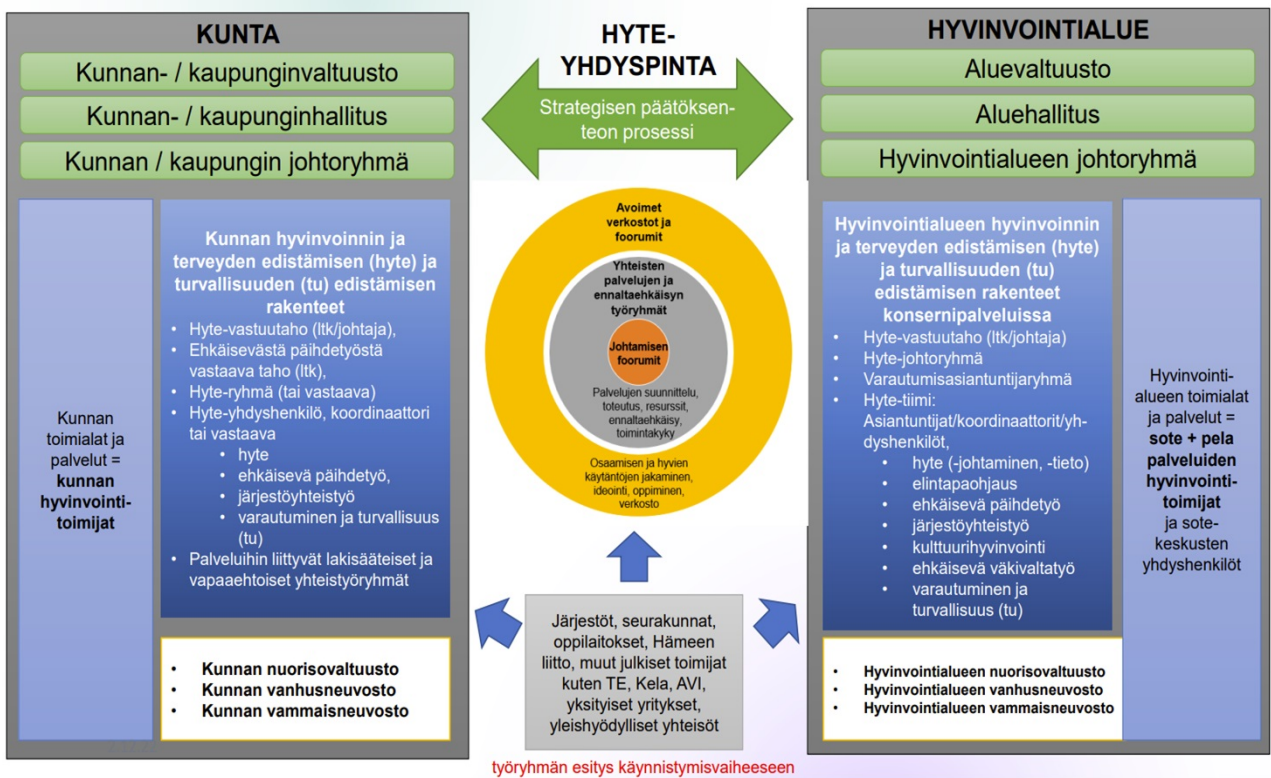 KUNTA
Kunnan- / kaupunginvaltuusto
Kunnan- / kaupunginhallitus
Kunnan / kaupungin johtoryhmä
Kunnan
toimialat ja
palvelut =
kunnan
hyvinvointi-
toimijat
Kunnan hyvinvoinnin ja
terveyden edistämisen (hyte) ja
turvallisuuden (tu) edistämisen
rakenteet
• Hyte-vastuutaho (ltk/johtaja),
• Ehkäisevästä päihdetyöstä
vastaava taho (ltk),
• Hyte-ryhmä (tai vastaava)
• Hyte-yhdyshenkilö, koordinaattori
tai vastaava
• hyte
• ehkäisevä päihdetyö,
• järjestöyhteistyö
• varautuminen ja turvallisuus
(tu)
• Palveluihin liittyvät lakisääteiset ja
vapaaehtoiset yhteistyöryhmät
• Kunnan nuorisovaltuusto
• Kunnan vanhusneuvosto
• Kunnan vammaisneuvosto
HYTE-
YHDYSPINTA
Strategisen päätöksen-
teon prosessi
Avoimet
verkostot ja
foorumit
Yhteisten
palvelujen ja
ennaltaehkäisyn
työryhmät
Johtamisen
foorumit
Palvelujen suunnittelu,
toteutus, resurssit,
ennaltaehkäisy,
toimintakyky
Osaamisen ja hyvien
käytäntöjen jakaminen,
ideointi, oppiminen,
verkosto
Järjestöt, seurakunnat,
oppilaitokset, Hämeen
liitto, muut julkiset toimijat
kuten TE, Kela, AVI,
yksityiset yritykset,
yleishyödylliset yhteisöt
työryhmän esitys käynnistymisvaiheeseen
HYVINVOINTIALUE
Aluevaltuusto
Aluehallitus
Hyvinvointialueen johtoryhmä
Hyvinvointialueen hyvinvoinnin
ja terveyden edistämisen (hyte)
ja turvallisuuden (tu)
edistämisen rakenteet
konsernipalveluissa
• Hyte-vastuutaho (ltk/johtaja)
• Hyte-johtoryhmä
• Varautumisasiantuntijaryhmä
• Hyte-tiimi:
Asiantuntijat/koordinaattorit/yh-
dyshenkilöt,
• hyte (-johtaminen, -tieto)
• elintapaohjaus
• ehkäisevä päihdetyö
• järjestöyhteistyö
• kulttuurihyvinvointi
• ehkäisevä väkivaltatyö
• varautuminen ja
turvallisuus (tu)
• Hyvinvointialueen nuorisovaltuusto
• Hyvinvointialueen vanhusneuvosto
• Hyvinvointialueen vammaisneuvosto
Hyvinvointi-
alueen toimialat
ja palvelut =
sote + pela
palveluiden
hyvinvointi-
toimijat
ja sote-
keskusten
yhdyshenkilöt